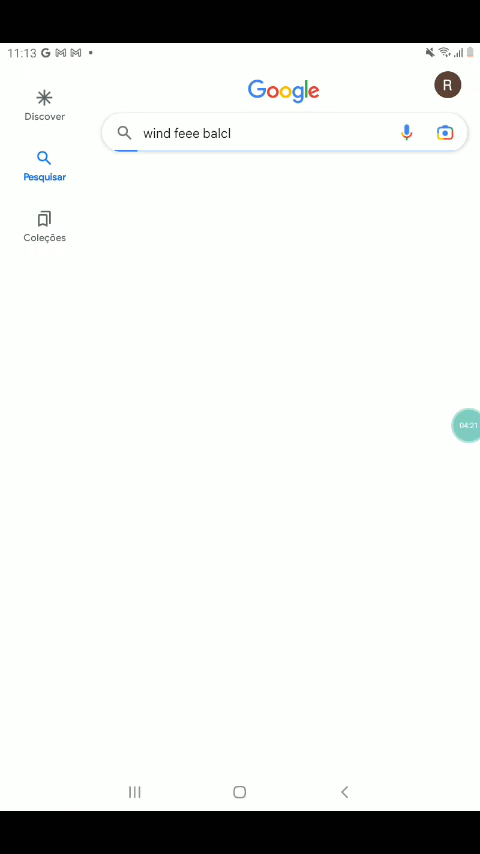 11:13 G
Google
R
wind feee balcl
Discover
Pesquisar
Coleções
04:21